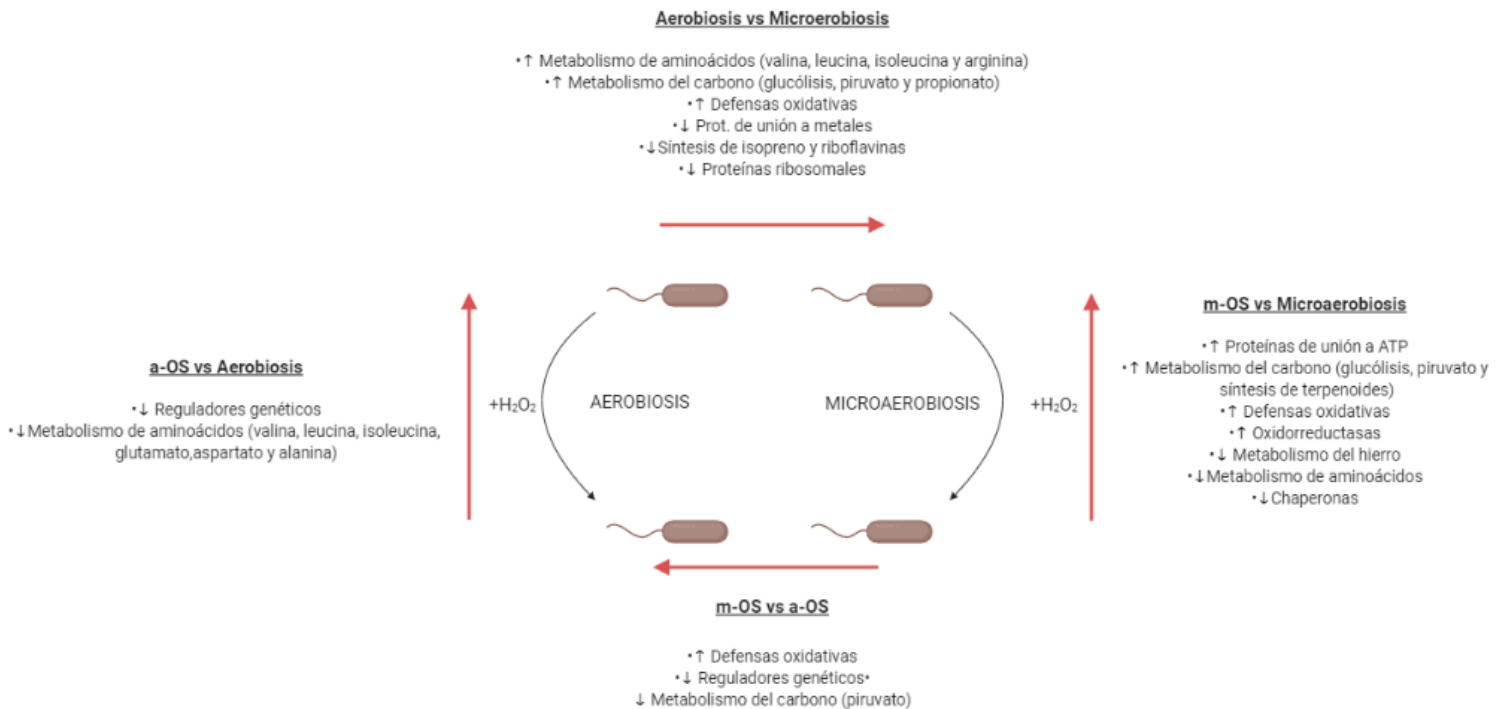 Aerobiosis vs Microerobiosis
•↑ Metabolismo de aminoácidos (valina, leucina, isoleucina y arginina)
•↑ Metabolismo del carbono (glucólisis, piruvato y propionato)
•↑ Defensas oxidativas
•↓ Prot. de unión a metales
•↓Síntesis de isopreno y riboflavinas
•↓ Proteínas ribosomales
a-OS vs Aerobiosis
•↓ Reguladores genéticos
•↓Metabolismo de aminoácidos (valina, leucina, isoleucina,
glutamato,aspartato y alanina)
+H₂O₂
AEROBIOSIS
MICROAEROBIOSIS
+H₂O₂
m-OS vs Microaerobiosis
•↑ Proteínas de unión a ATP
•↑ Metabolismo del carbono (glucólisis, piruvato y
síntesis de terpenoides)
•↑ Defensas oxidativas
•↑ Oxidorreductasas
•↓ Metabolismo del hierro
•↓Metabolismo de aminoácidos
•↓Chaperonas
m-OS vs a-OS
•↑ Defensas oxidativas
•↓ Reguladores genéticos•
↓ Metabolismo del carbono (piruvato)